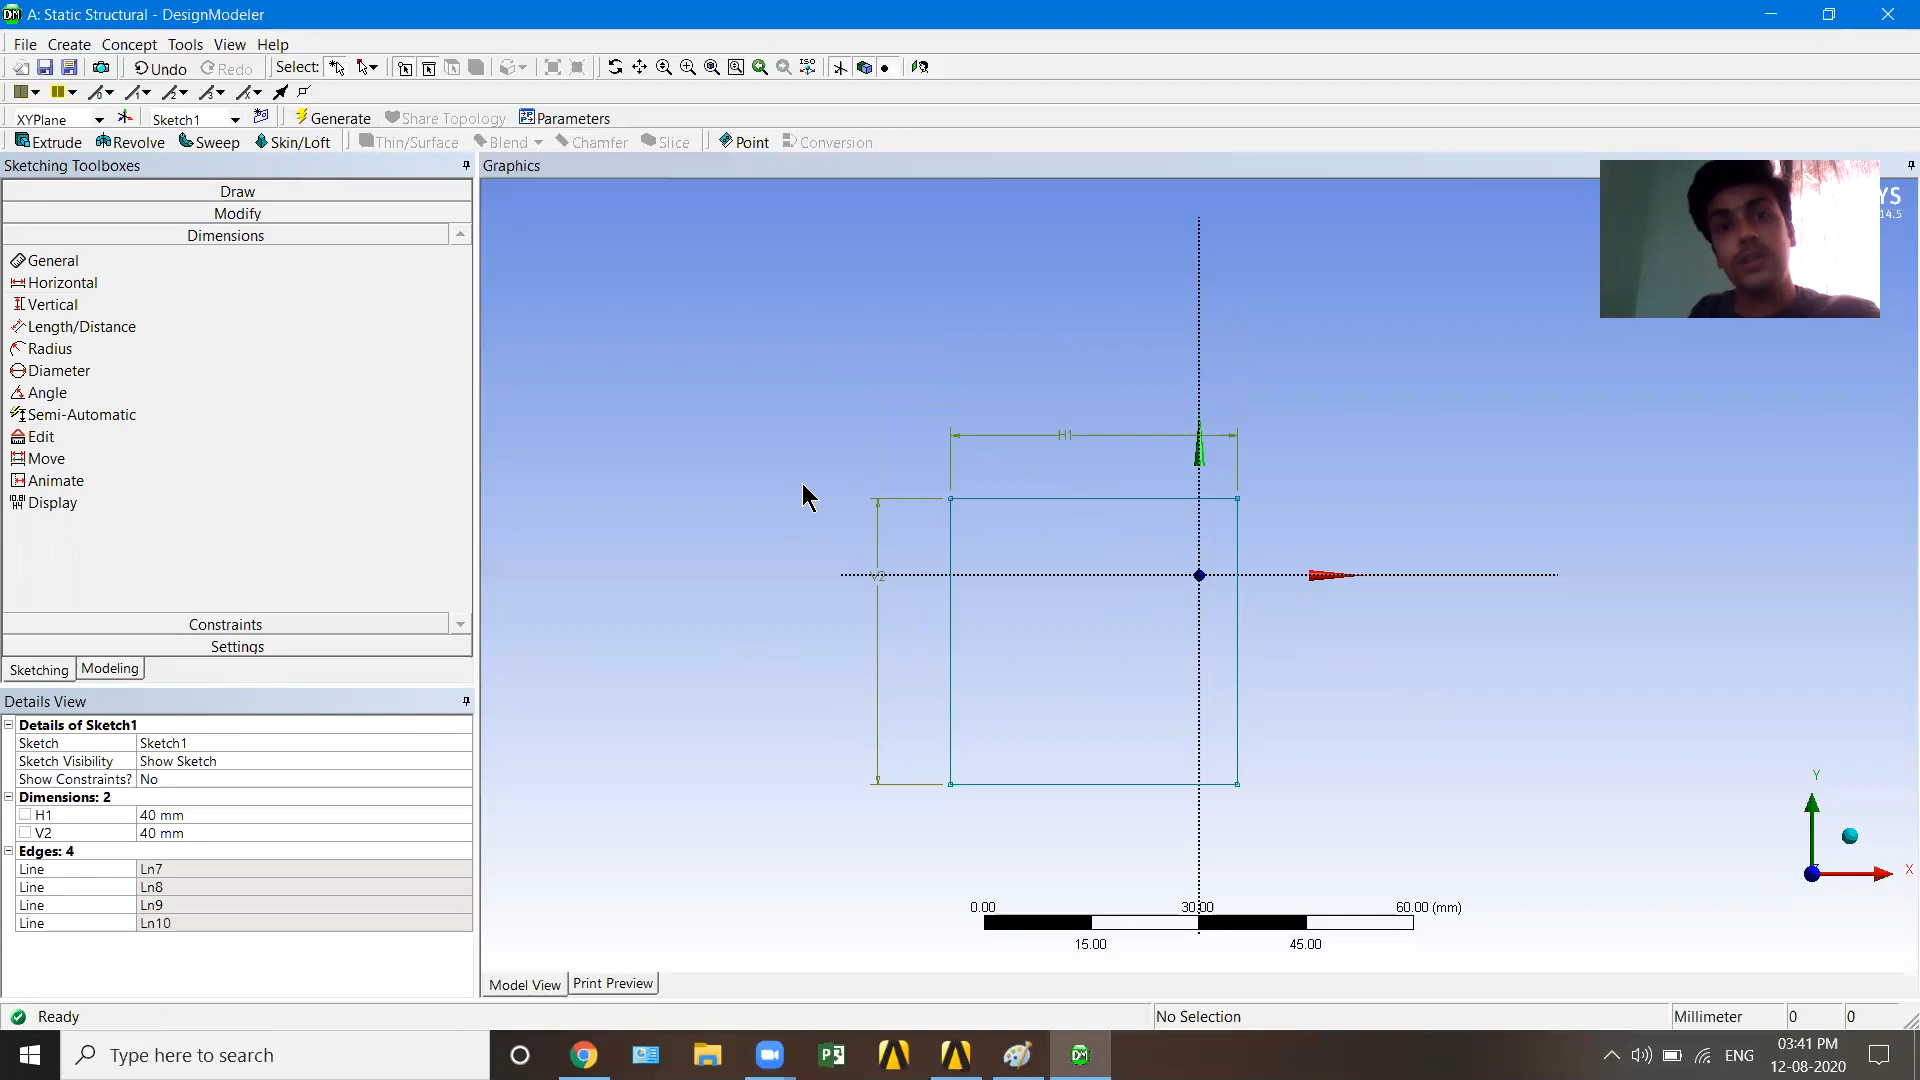 A: Static Structural - DesignModeler
File Create Concept Tools View Help
Undo Redo Select: ISO
XYPlane Sketch1 Generate Share Topology Parameters
Extrude Revolve Sweep Skin/Loft Thin/Surface Blend Chamfer Slice Point Conversion
Sketching Toolboxes
Graphics
Draw
Modify
Dimensions
General
Horizontal
Vertical
Length/Distance
Radius
Diameter
Angle
Semi-Automatic
Edit
Move
Animate
Display
Constraints
Settings
Sketching Modeling
Details View
Details of Sketch1
Sketch Sketch1
Sketch Visibility Show Sketch
Show Constraints? No
Dimensions: 2
H1 40 mm
V2 40 mm
Edges: 4
Line Ln7
Line Ln8
Line Ln9
Line Ln10
YS
14.5
H1
V2
Y
X
0.00 30.00 60.00 (mm)
15.00 45.00
Model View Print Preview
Ready
No Selection
Millimeter 0 0
Type here to search
ENG
03:41 PM
12-08-2020